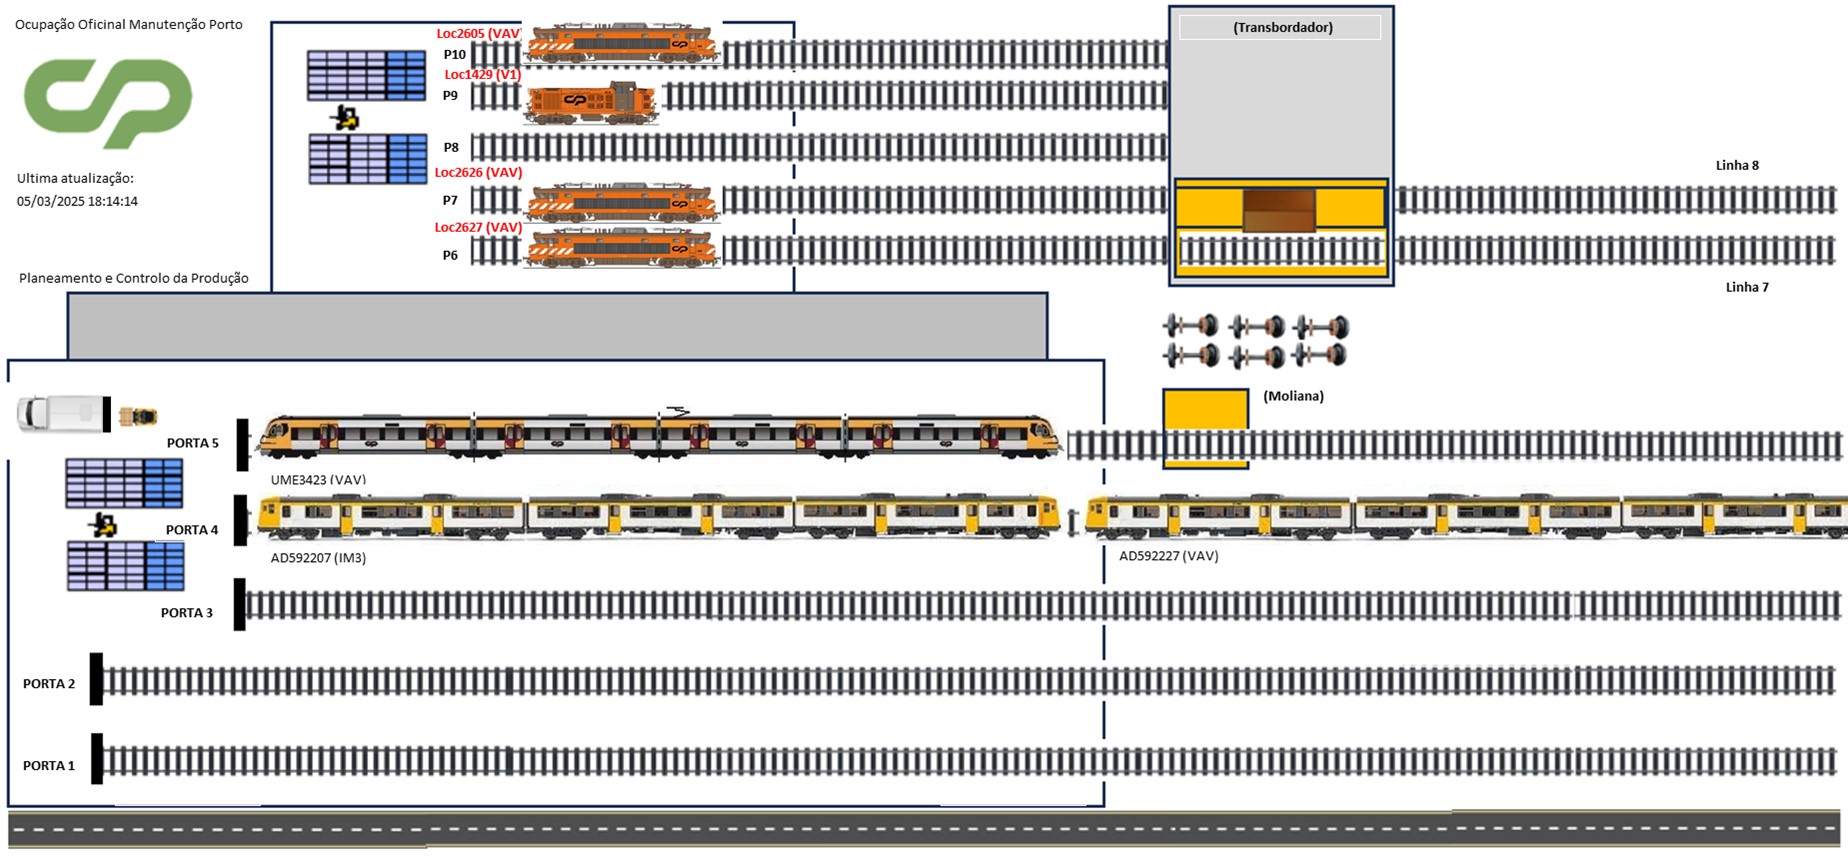 Ocupação Oficinal Manutenção Porto
Ultima atualização:
05/03/2025 18:14:14
Planeamento e Controlo da Produção
Loc2605 (VAV)
P10
Loc1429 (V1)
P9
P8
Loc2626 (VAV)
P7
Loc2627 (VAV)
P6
(Transbordador)
Linha 8
Linha 7
(Moliana)
PORTA 5
UME3423 (VAV)
PORTA 4
AD592207 (IM3)
AD592227 (VAV)
PORTA 3
PORTA 2
PORTA 1